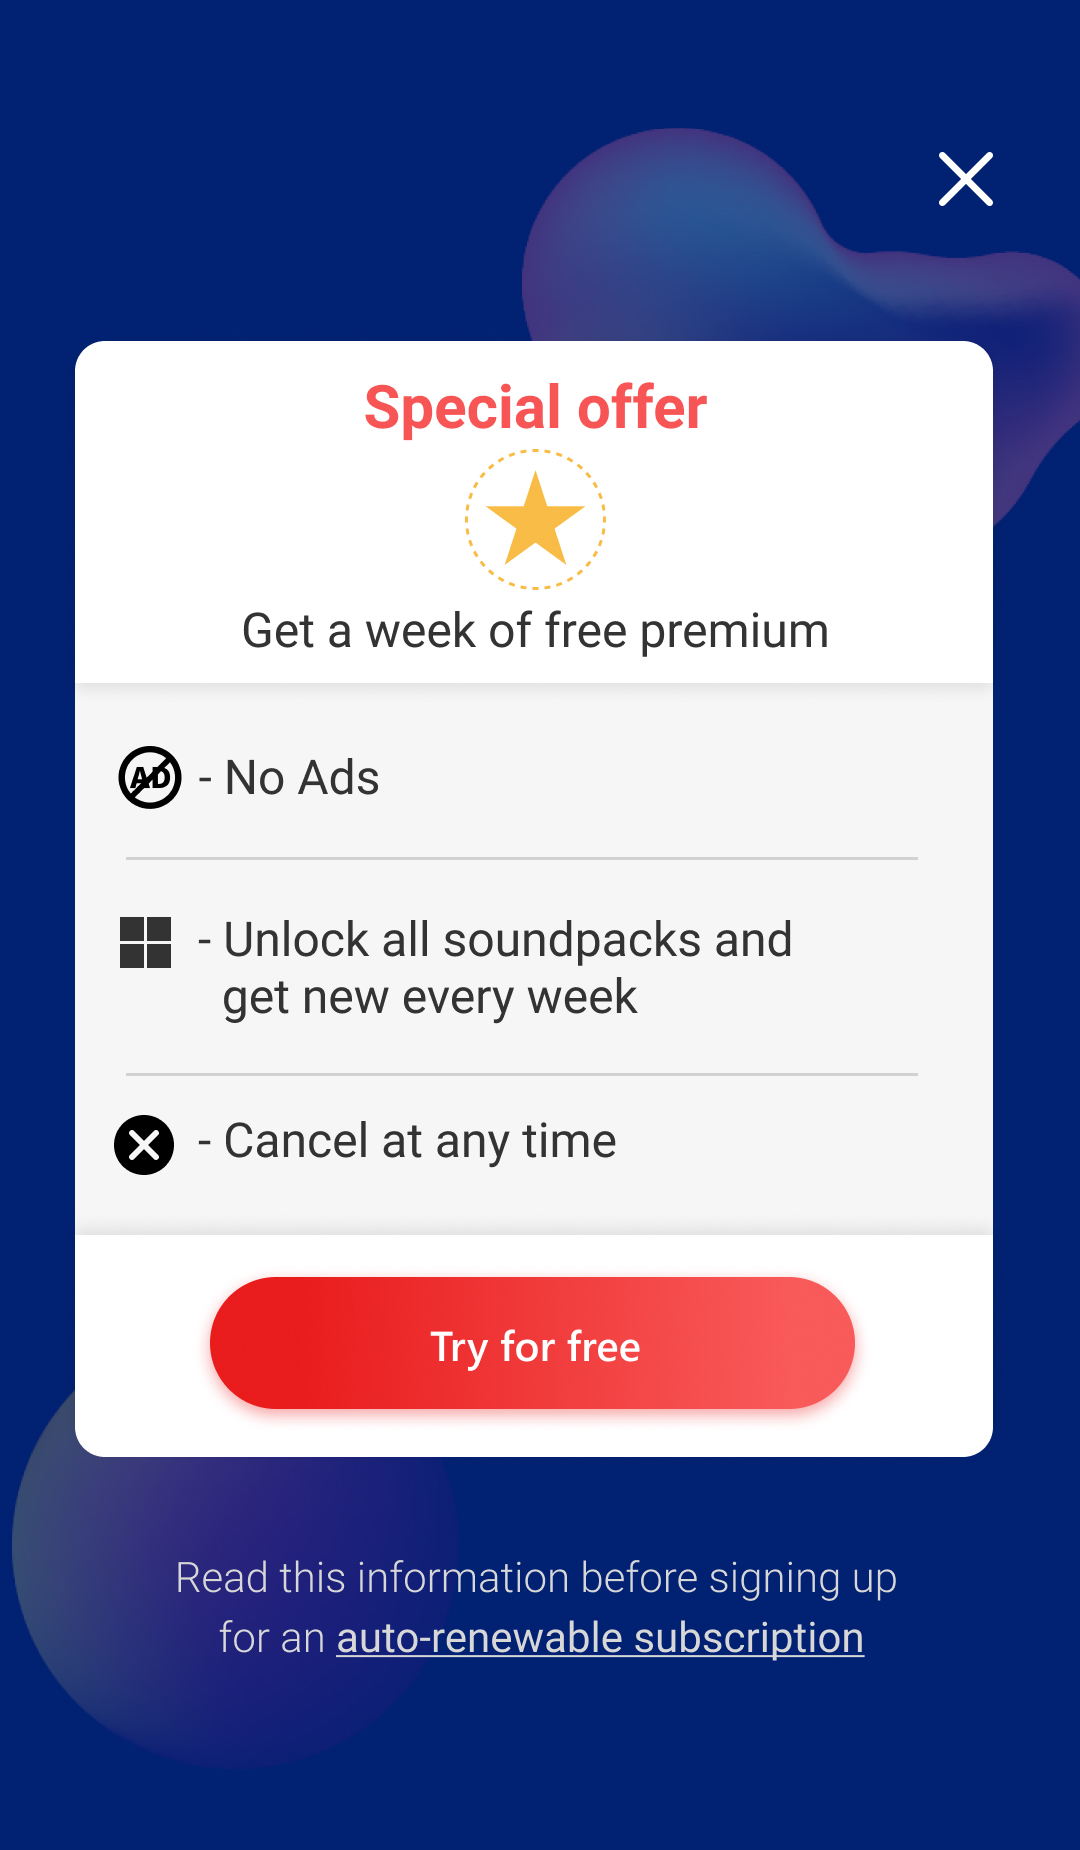 Special offer
Get a week of free premium
AD - No Ads
- Unlock all soundpacks and
get new every week
- Cancel at any time
Try for free
Read this information before signing up
for an auto-renewable subscription